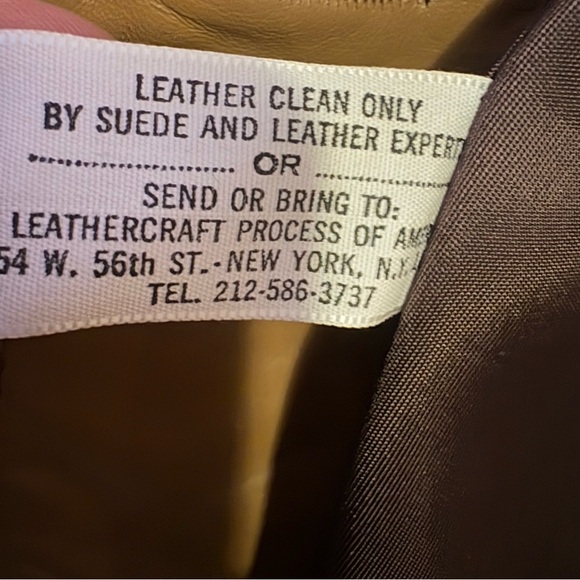 LEATHER CLEAN ONLY
BY SUEDE AND LEATHER
OR
SEND OR BRING TO:
LEATHERCRAFT PROCESS OF
54 W. 56th ST.-NEW YORK, N.Y.
TEL. 212-586-3737